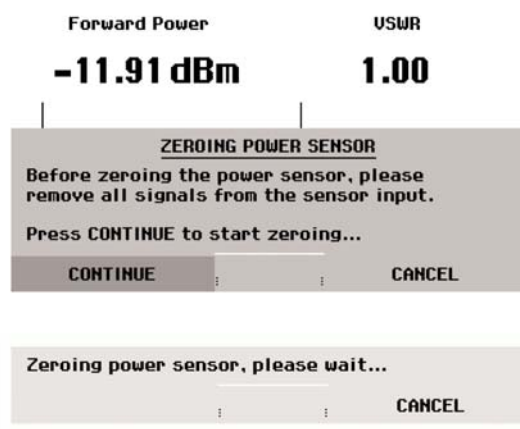 Forward Power VSWR
-11.91 dBm 1.00
ZEROING POWER SENSOR
Before zeroing the power sensor, please
remove all signals from the sensor input.
Press CONTINUE to start zeroing...
CONTINUE CANCEL
Zeroing power sensor, please wait...
CANCEL